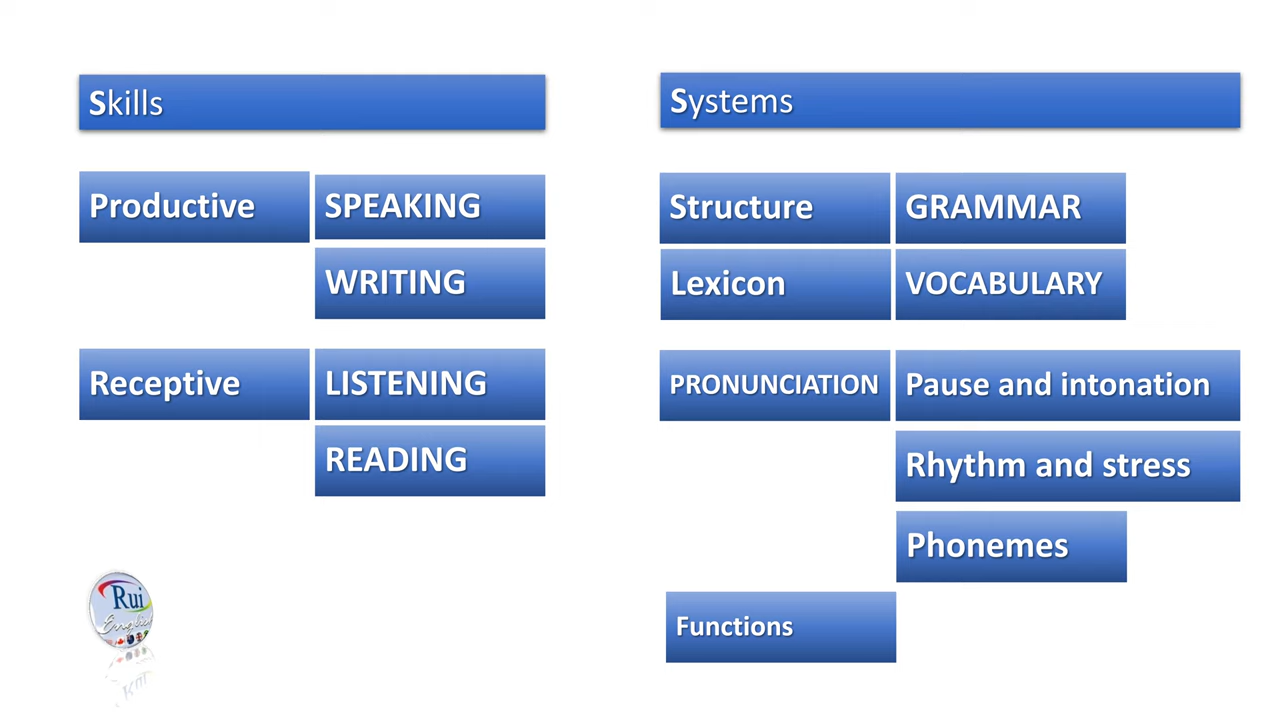 Skills
Productive
SPEAKING
WRITING
Receptive
LISTENING
READING
Systems
Structure
GRAMMAR
Lexicon
VOCABULARY
PRONUNCIATION
Pause and intonation
Rhythm and stress
Phonemes
Functions
Rui
English